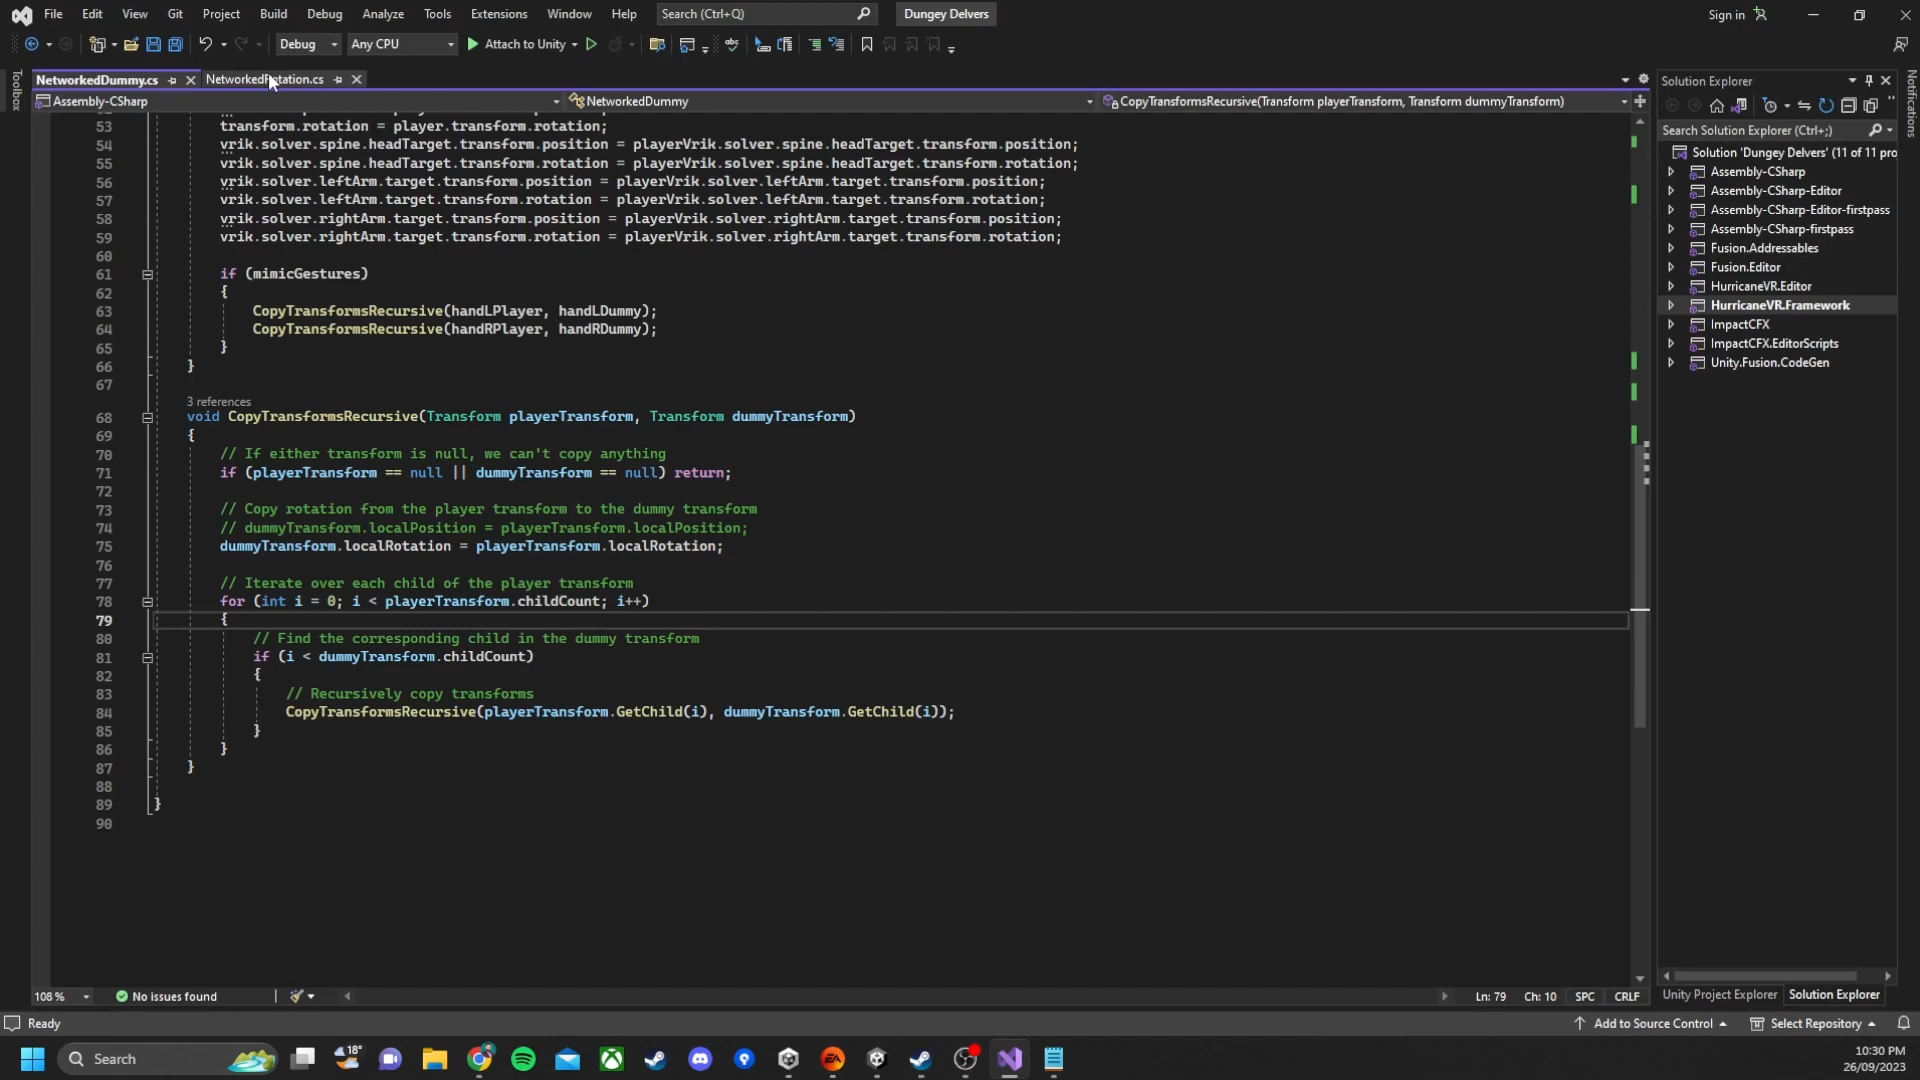 File Edit View Git Project Build Debug Analyze Tools Extensions Window Help Search (Ctrl+Q) Dungey Delvers Sign in
Debug Any CPU Attach to Unity
Toolbox
NetworkedDummy.cs NetworkedRotation.cs
Assembly-CSharp NetworkedDummy CopyTransformsRecursive(Transform playerTransform, Transform dummyTransform)
53 transform.rotation = player.transform.rotation;
54 vrik.solver.spine.headTarget.transform.position = playerVrik.solver.spine.headTarget.transform.position;
55 vrik.solver.spine.headTarget.transform.rotation = playerVrik.solver.spine.headTarget.transform.rotation;
56 vrik.solver.leftArm.target.transform.position = playerVrik.solver.leftArm.target.transform.position;
57 vrik.solver.leftArm.target.transform.rotation = playerVrik.solver.leftArm.target.transform.rotation;
58 vrik.solver.rightArm.target.transform.position = playerVrik.solver.rightArm.target.transform.position;
59 vrik.solver.rightArm.target.transform.rotation = playerVrik.solver.rightArm.target.transform.rotation;
60
61 if (mimicGestures)
62 {
63 CopyTransformsRecursive(handLPlayer, handLDummy);
64 CopyTransformsRecursive(handRPlayer, handRDummy);
65 }
66 }
67
3 references
68 void CopyTransformsRecursive(Transform playerTransform, Transform dummyTransform)
69 {
70 // If either transform is null, we can't copy anything
71 if (playerTransform == null || dummyTransform == null) return;
72
73 // Copy rotation from the player transform to the dummy transform
74 // dummyTransform.localPosition = playerTransform.localPosition;
75 dummyTransform.localRotation = playerTransform.localRotation;
76
77 // Iterate over each child of the player transform
78 for (int i = 0; i < playerTransform.childCount; i++)
79 {
80 // Find the corresponding child in the dummy transform
81 if (i < dummyTransform.childCount)
82 {
83 // Recursively copy transforms
84 CopyTransformsRecursive(playerTransform.GetChild(i), dummyTransform.GetChild(i));
85 }
86 }
87 }
88
89 }
90
108 % No issues found Ln: 79 Ch: 10 SPC CRLF
Solution Explorer
Search Solution Explorer (Ctrl+;)
Solution 'Dungey Delvers' (11 of 11 pro
Assembly-CSharp
Assembly-CSharp-Editor
Assembly-CSharp-Editor-firstpass
Assembly-CSharp-firstpass
Fusion.Addressables
Fusion.Editor
HurricaneVR.Editor
HurricaneVR.Framework
ImpactCFX
ImpactCFX.EditorScripts
Unity.Fusion.CodeGen
Unity Project Explorer Solution Explorer
Notifications
Ready Add to Source Control Select Repository
Search 18° 10:30 PM
26/09/2023